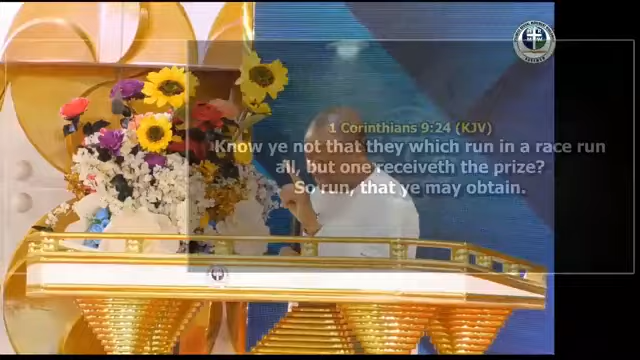 1 Corinthians 9:24 (KJV)
Know ye not that they which run in a race run
all, but one receiveth the prize?
So run, that ye may obtain.